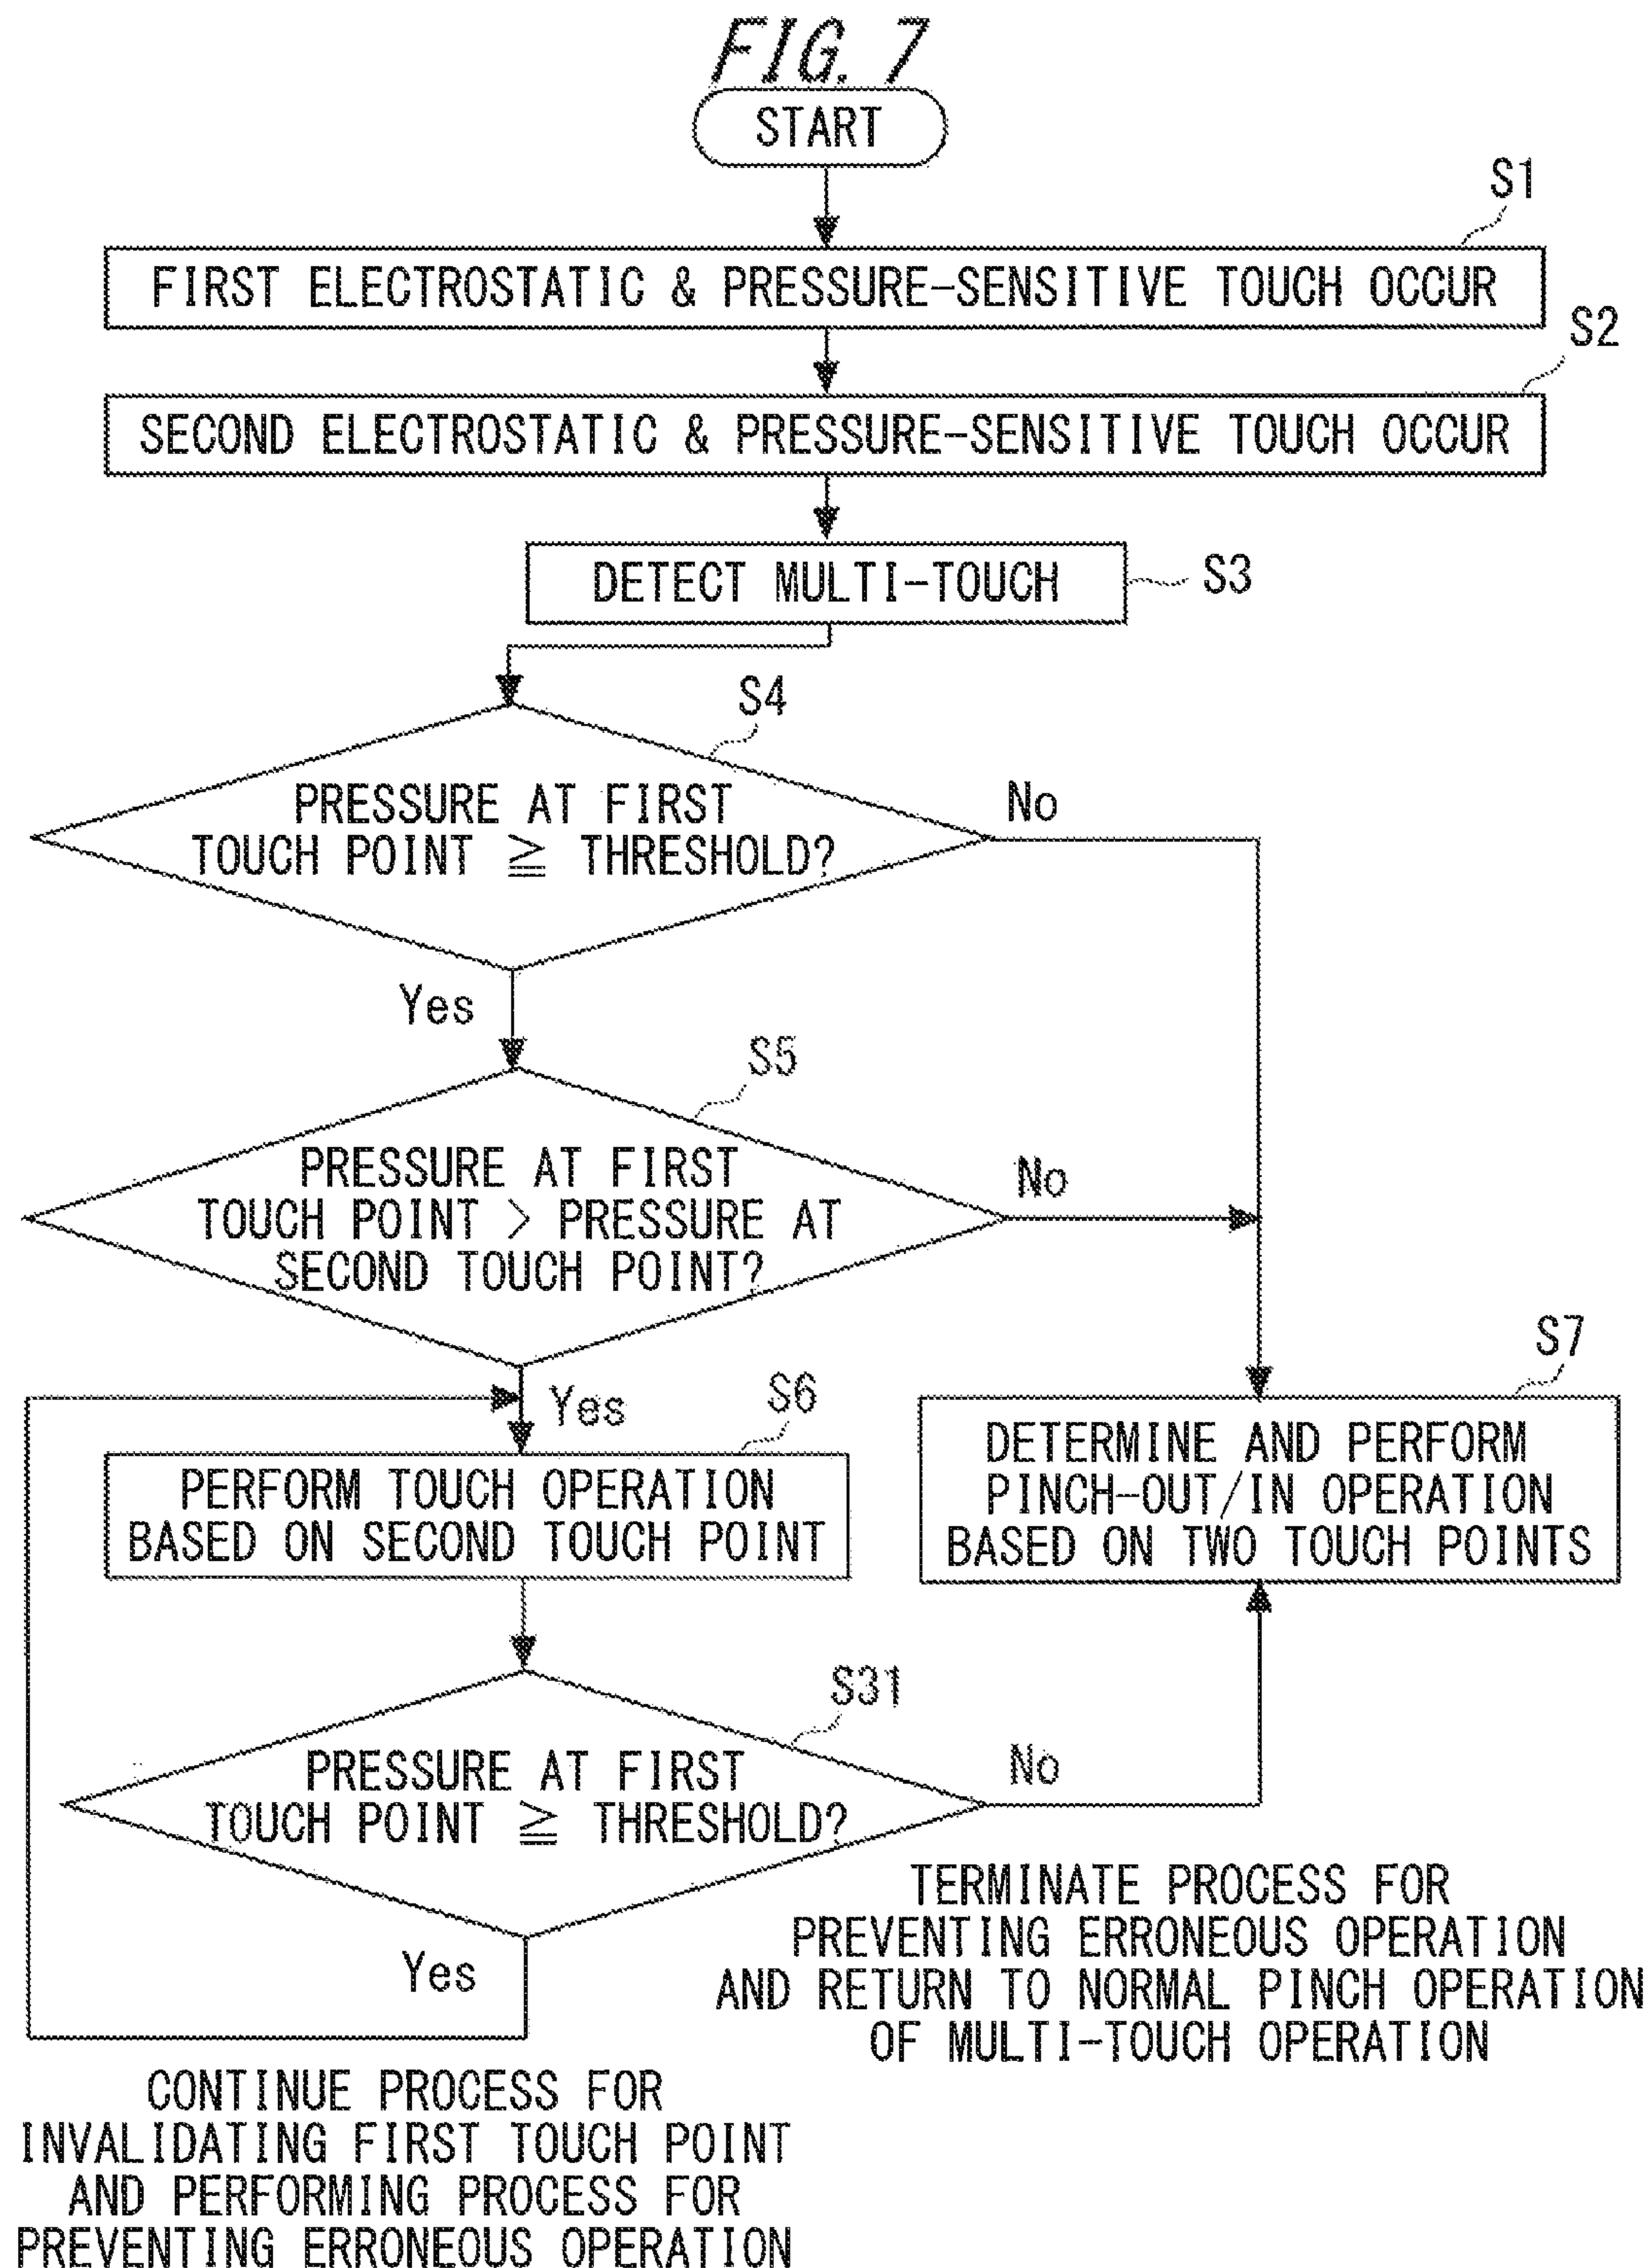 FIG. 7
START
S1
FIRST ELECTROSTATIC & PRESSURE-SENSITIVE TOUCH OCCUR
S2
SECOND ELECTROSTATIC & PRESSURE-SENSITIVE TOUCH OCCUR
DETECT MULTI-TOUCH
S3
S4
PRESSURE AT FIRST
TOUCH POINT ≧ THRESHOLD?
No
Yes
S5
PRESSURE AT FIRST
TOUCH POINT > PRESSURE AT
SECOND TOUCH POINT?
No
Yes
S6
PERFORM TOUCH OPERATION
BASED ON SECOND TOUCH POINT
S7
DETERMINE AND PERFORM
PINCH-OUT/IN OPERATION
BASED ON TWO TOUCH POINTS
S31
PRESSURE AT FIRST
TOUCH POINT ≧ THRESHOLD?
No
Yes
TERMINATE PROCESS FOR
PREVENTING ERRONEOUS OPERATION
AND RETURN TO NORMAL PINCH OPERATION
OF MULTI-TOUCH OPERATION
CONTINUE PROCESS FOR
INVALIDATING FIRST TOUCH POINT
AND PERFORMING PROCESS FOR
PREVENTING ERRONEOUS OPERATION